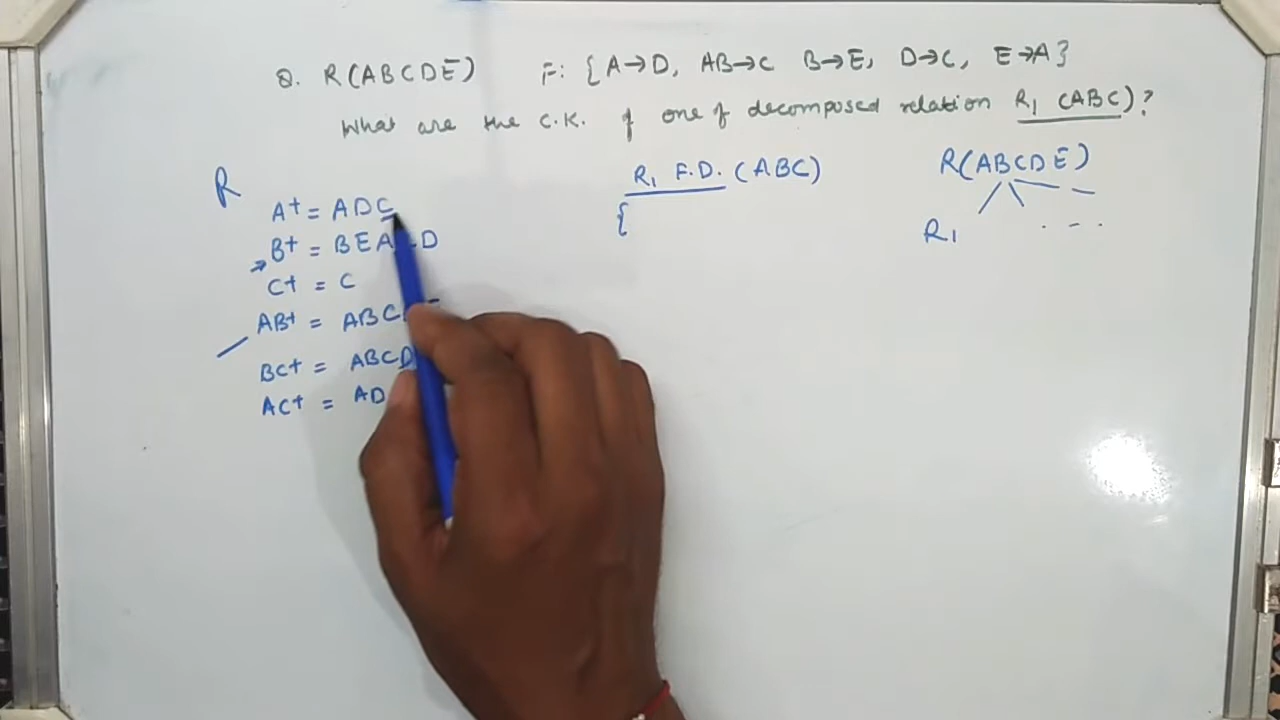 Q. R(ABCDE) F: {A→D, AB→C B→E, D→C, E→A}
What are the C.K. of one of decomposed relation R1 (ABC)?
R
A+ = ADC
B+ = BEA D
C+ = C
AB+ = ABC
BC+ = ABCD
AC+ = AD
R1 F.D. (ABC)
{
R(ABCDE)
R1 . - - .